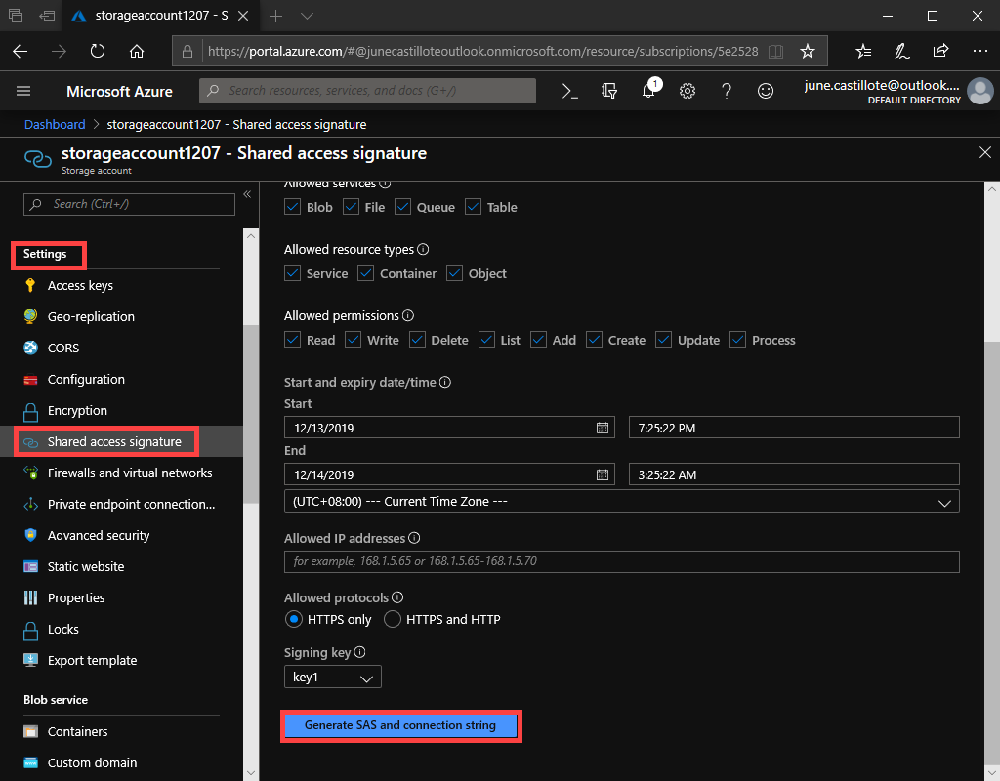 storageaccount1207 - S
https://portal.azure.com/#@junecastilloteoutlook.onmicrosoft.com/resource/subscriptions/5e2528
Microsoft Azure
Search resources, services, and docs (G+/)
1
june.castillote@outlook....
DEFAULT DIRECTORY
Dashboard > storageaccount1207 - Shared access signature
storageaccount1207 - Shared access signature
Storage account
Search (Ctrl+/)
Settings
Access keys
Geo-replication
CORS
Configuration
Encryption
Shared access signature
Firewalls and virtual networks
Private endpoint connection...
Advanced security
Static website
Properties
Locks
Export template
Blob service
Containers
Custom domain
Allowed services
Blob File Queue Table
Allowed resource types
Service Container Object
Allowed permissions
Read Write Delete List Add Create Update Process
Start and expiry date/time
Start
12/13/2019 7:25:22 PM
End
12/14/2019 3:25:22 AM
(UTC+08:00) --- Current Time Zone ---
Allowed IP addresses
for example, 168.1.5.65 or 168.1.5.65-168.1.5.70
Allowed protocols
HTTPS only HTTPS and HTTP
Signing key
key1
Generate SAS and connection string